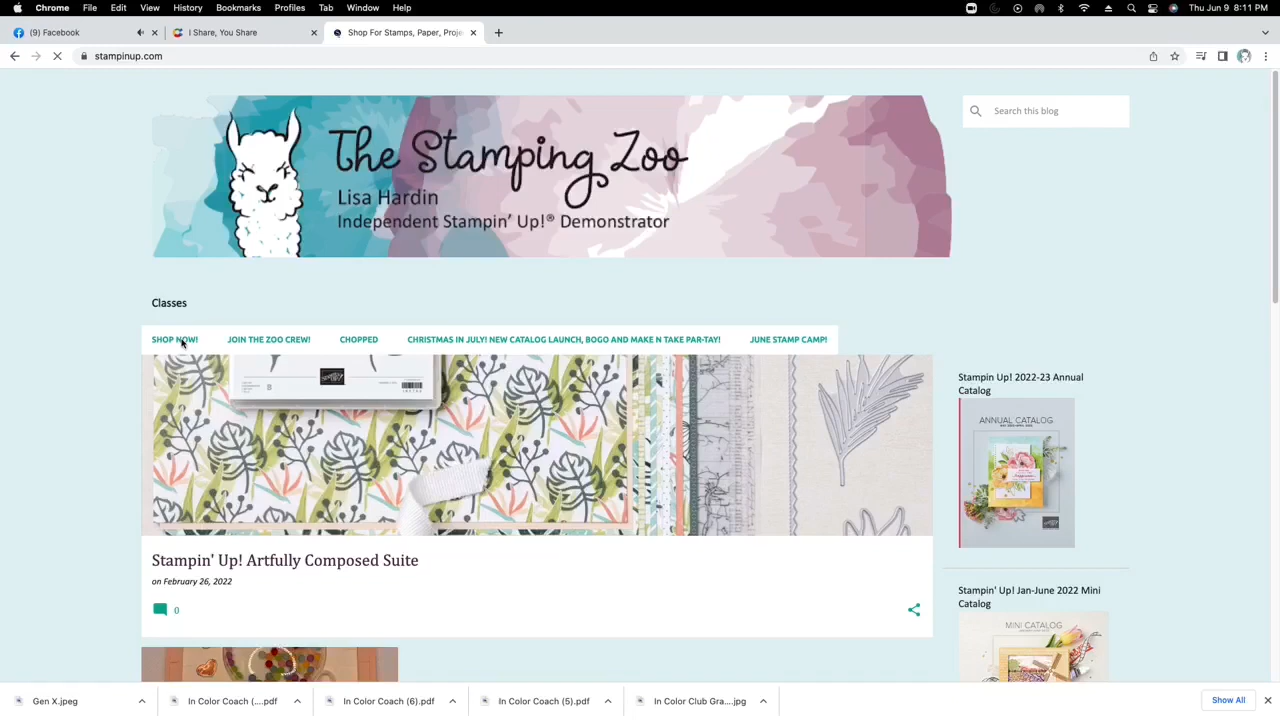 Chrome File Edit View History Bookmarks Profiles Tab Window Help Thu Jun 9 8:11 PM
(9) Facebook I Share, You Share Shop For Stamps, Paper, Proje
stampinup.com
The Stamping Zoo
Lisa Hardin
Independent Stampin' Up!® Demonstrator
Search this blog
Classes
SHOP NOW! JOIN THE ZOO CREW! CHOPPED CHRISTMAS IN JULY! NEW CATALOG LAUNCH, BOGO AND MAKE N TAKE PAR-TAY! JUNE STAMP CAMP!
Stampin' Up! Artfully Composed Suite
on February 26, 2022
0
Stampin Up! 2022-23 Annual
Catalog
ANNUAL CATALOG
Stampin' Up! Jan-June 2022 Mini
Catalog
MINI CATALOG
Gen X.jpeg In Color Coach (....pdf In Color Coach (6).pdf In Color Coach (5).pdf In Color Club Gra....jpg Show All